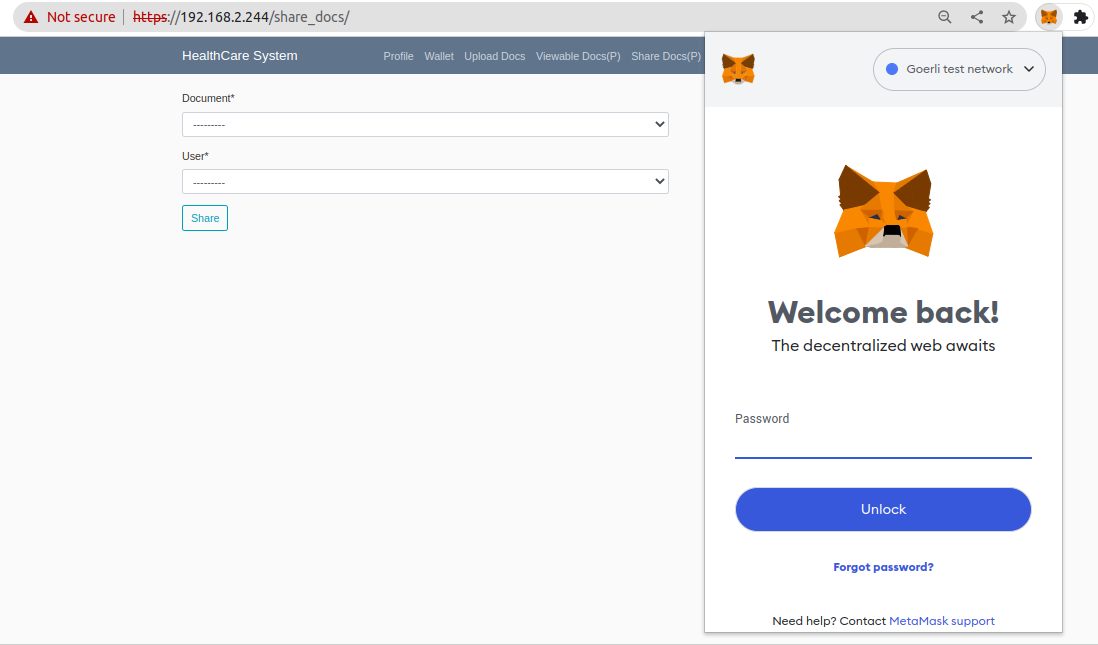 Not secure https://192.168.2.244/share_docs/
HealthCare System Profile Wallet Upload Docs Viewable Docs(P) Share Docs(P)
Goerli test network
Document*
---------
User*
---------
Share
Welcome back!
The decentralized web awaits
Password
Unlock
Forgot password?
Need help? Contact MetaMask support